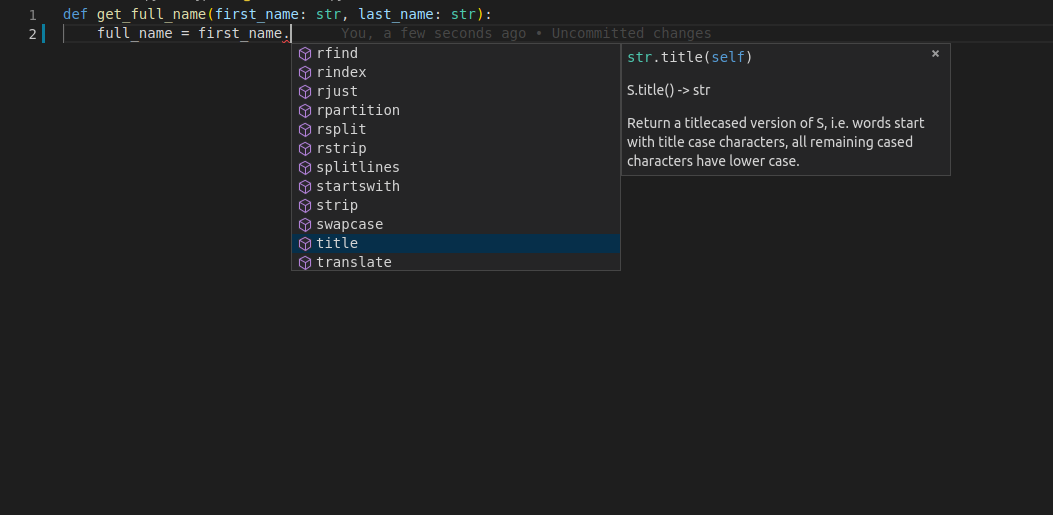 1 def get_full_name(first_name: str, last_name: str):
2 full_name = first_name. You, a few seconds ago • Uncommitted changes
rfind
rindex
rjust
rpartition
rsplit
rstrip
splitlines
startswith
strip
swapcase
title
translate
str.title(self) ×
S.title() -> str
Return a titlecased version of S, i.e. words start
with title case characters, all remaining cased
characters have lower case.